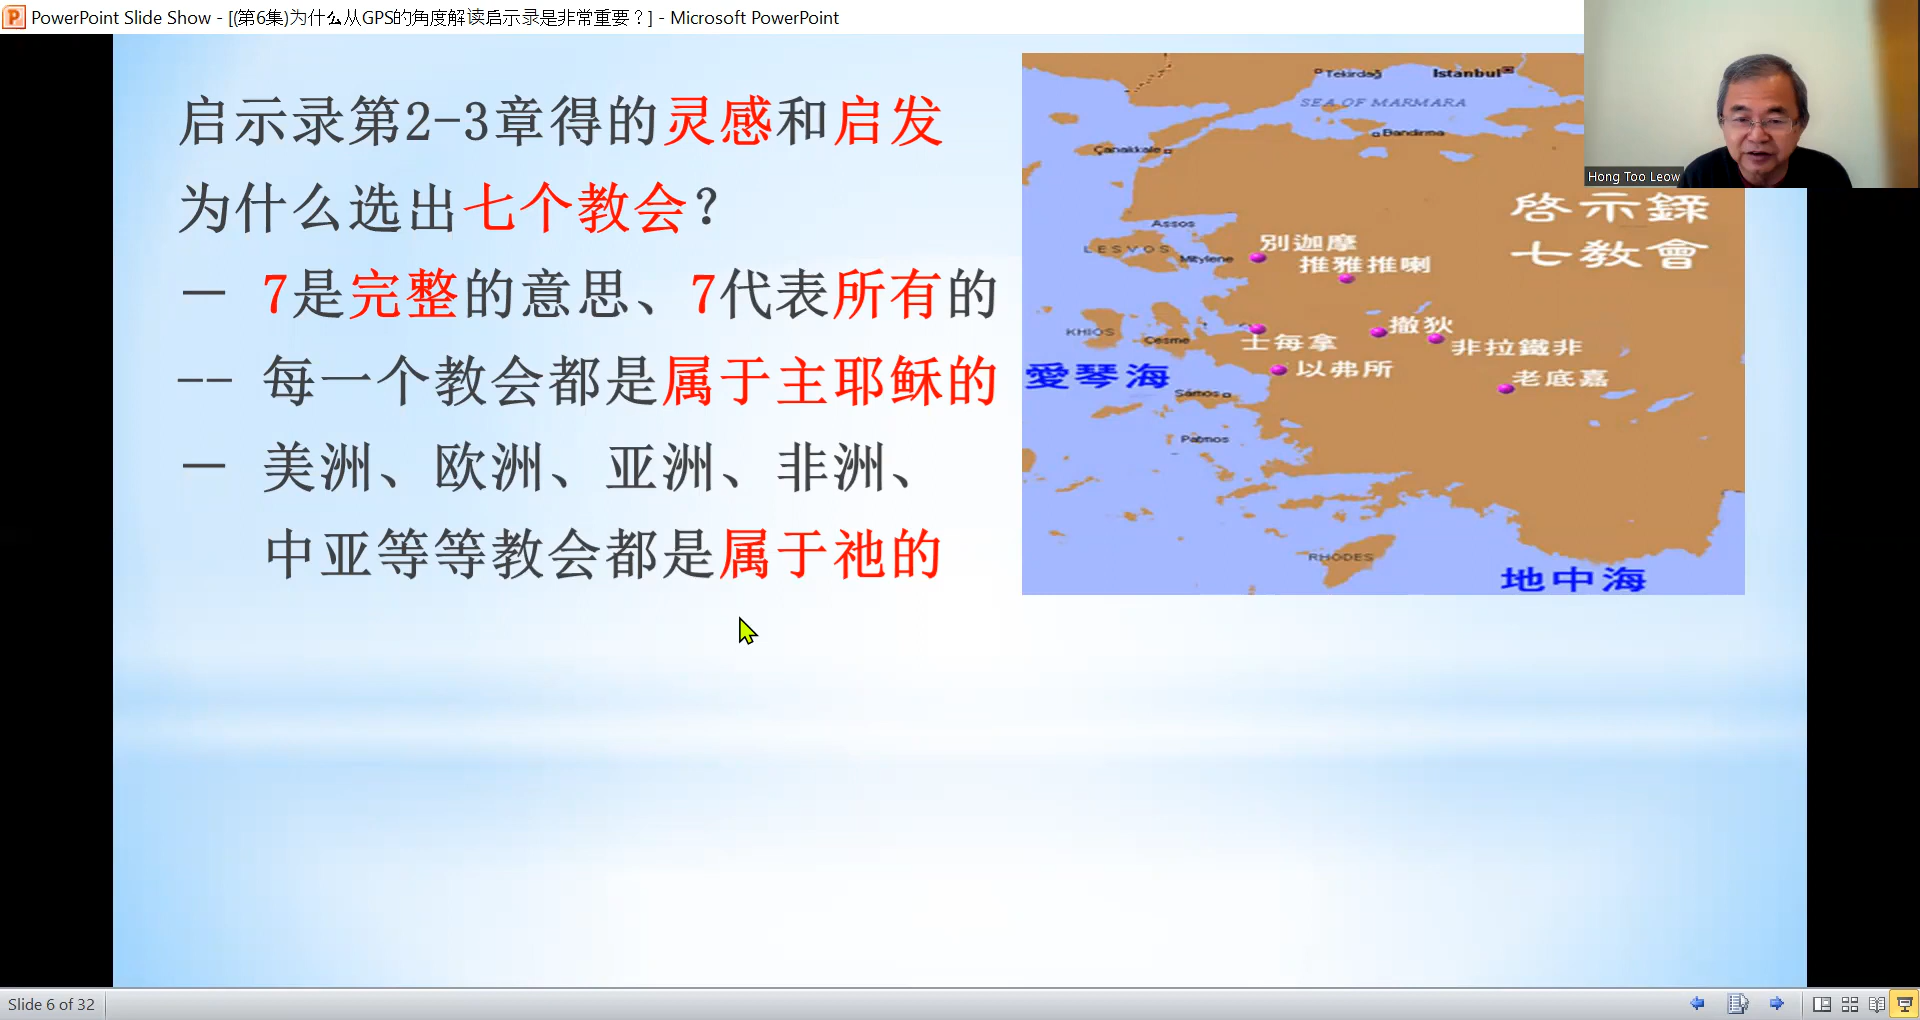 PowerPoint Slide Show - [(第6集)为什么从GPS的角度解读启示录是非常重要？] - Microsoft PowerPoint
启示录第2-3章得的灵感和启发
为什么选出七个教会？
— 7是完整的意思、7代表所有的
-- 每一个教会都是属于主耶稣的
— 美洲、欧洲、亚洲、非洲、
中亚等等教会都是属于祂的
Tekirdağ
Istanbul
SEA OF MARMARA
Bandirma
Çanakkale
啓示錄
七教會
Assos
LESVOS
Mitylene
別迦摩
推雅推喇
KHIOS
Cesme
士每拿
撤狄
非拉鐵非
以弗所
老底嘉
愛琴海
Sámos
Patmos
RHODES
地中海
Hong Too Leow
Slide 6 of 32